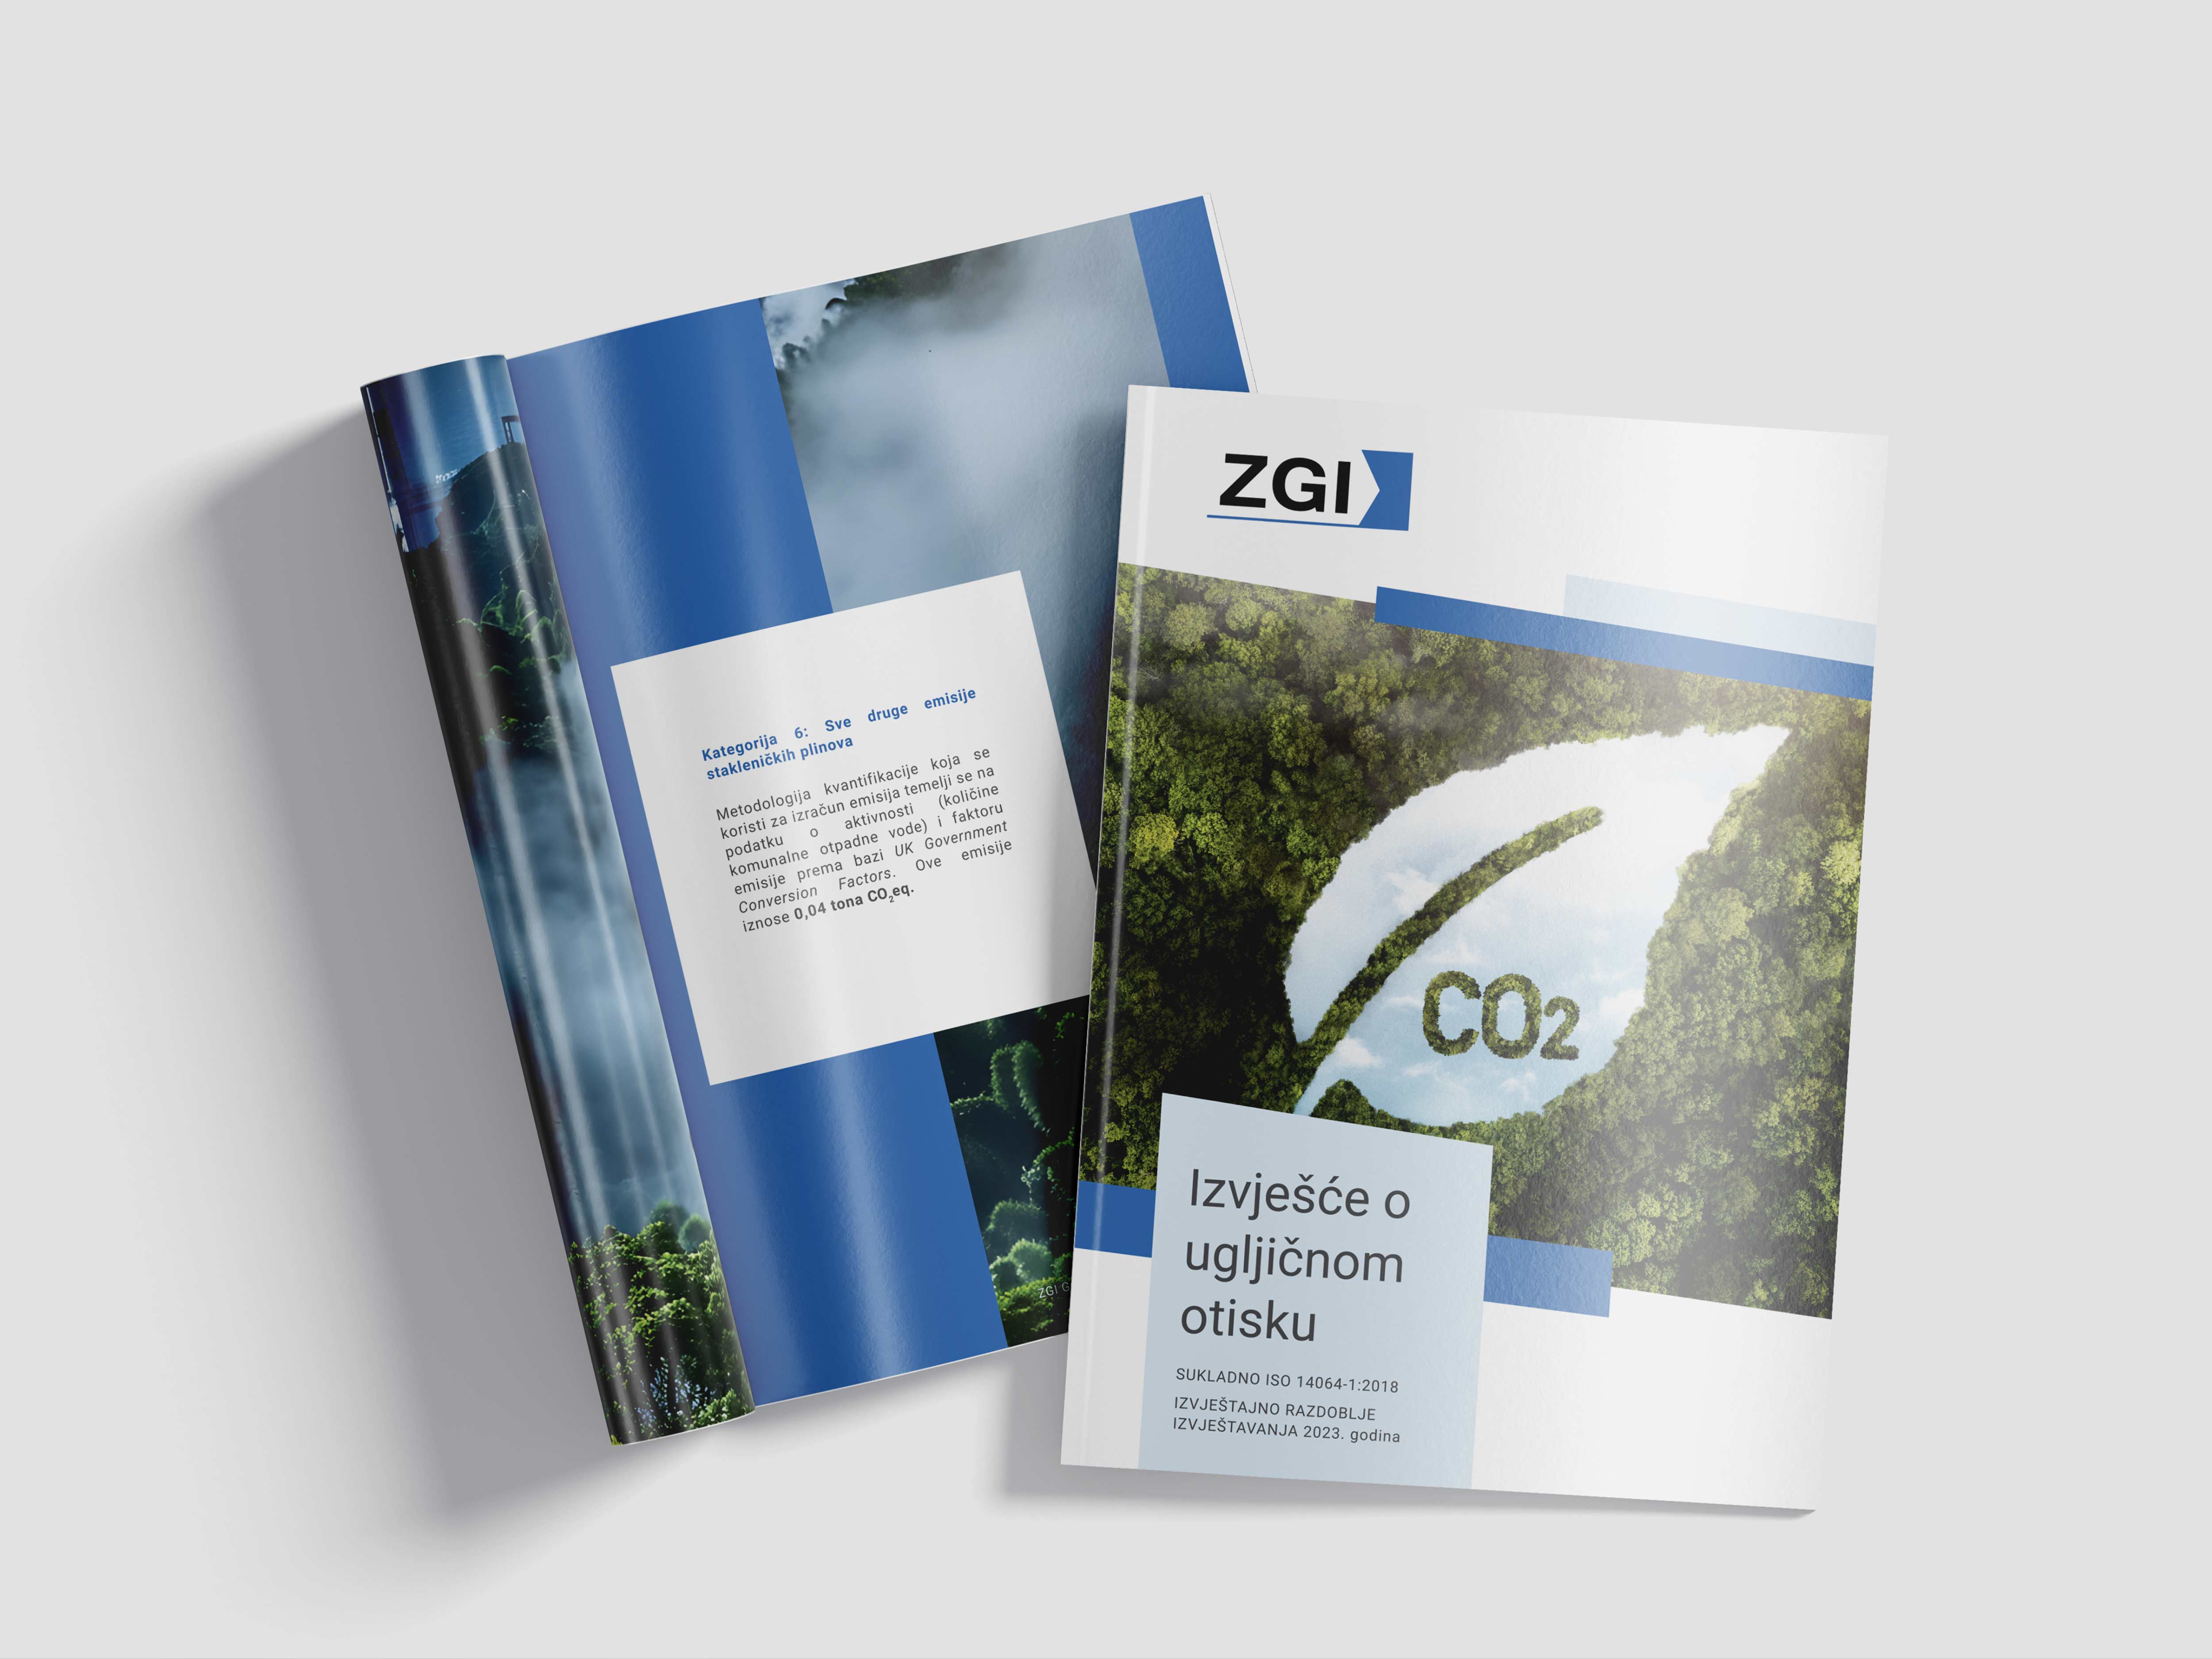 Kategorija 6: Sve druge emisije
stakleničkih plinova
Metodologija kvantifikacije koja se
koristi za izračun emisija temelji se na
podatku o aktivnosti (količine
komunalne otpadne vode) i faktoru
emisije prema bazi UK Government
Conversion Factors. Ove emisije
iznose 0,04 tona CO₂eq.
ZGI
ZGI
CO2
Izvješće o
ugljičnom
otisku
SUKLADNO ISO 14064-1:2018
IZVJEŠTAJNO RAZDOBLJE
IZVJEŠTAVANJA 2023. godina